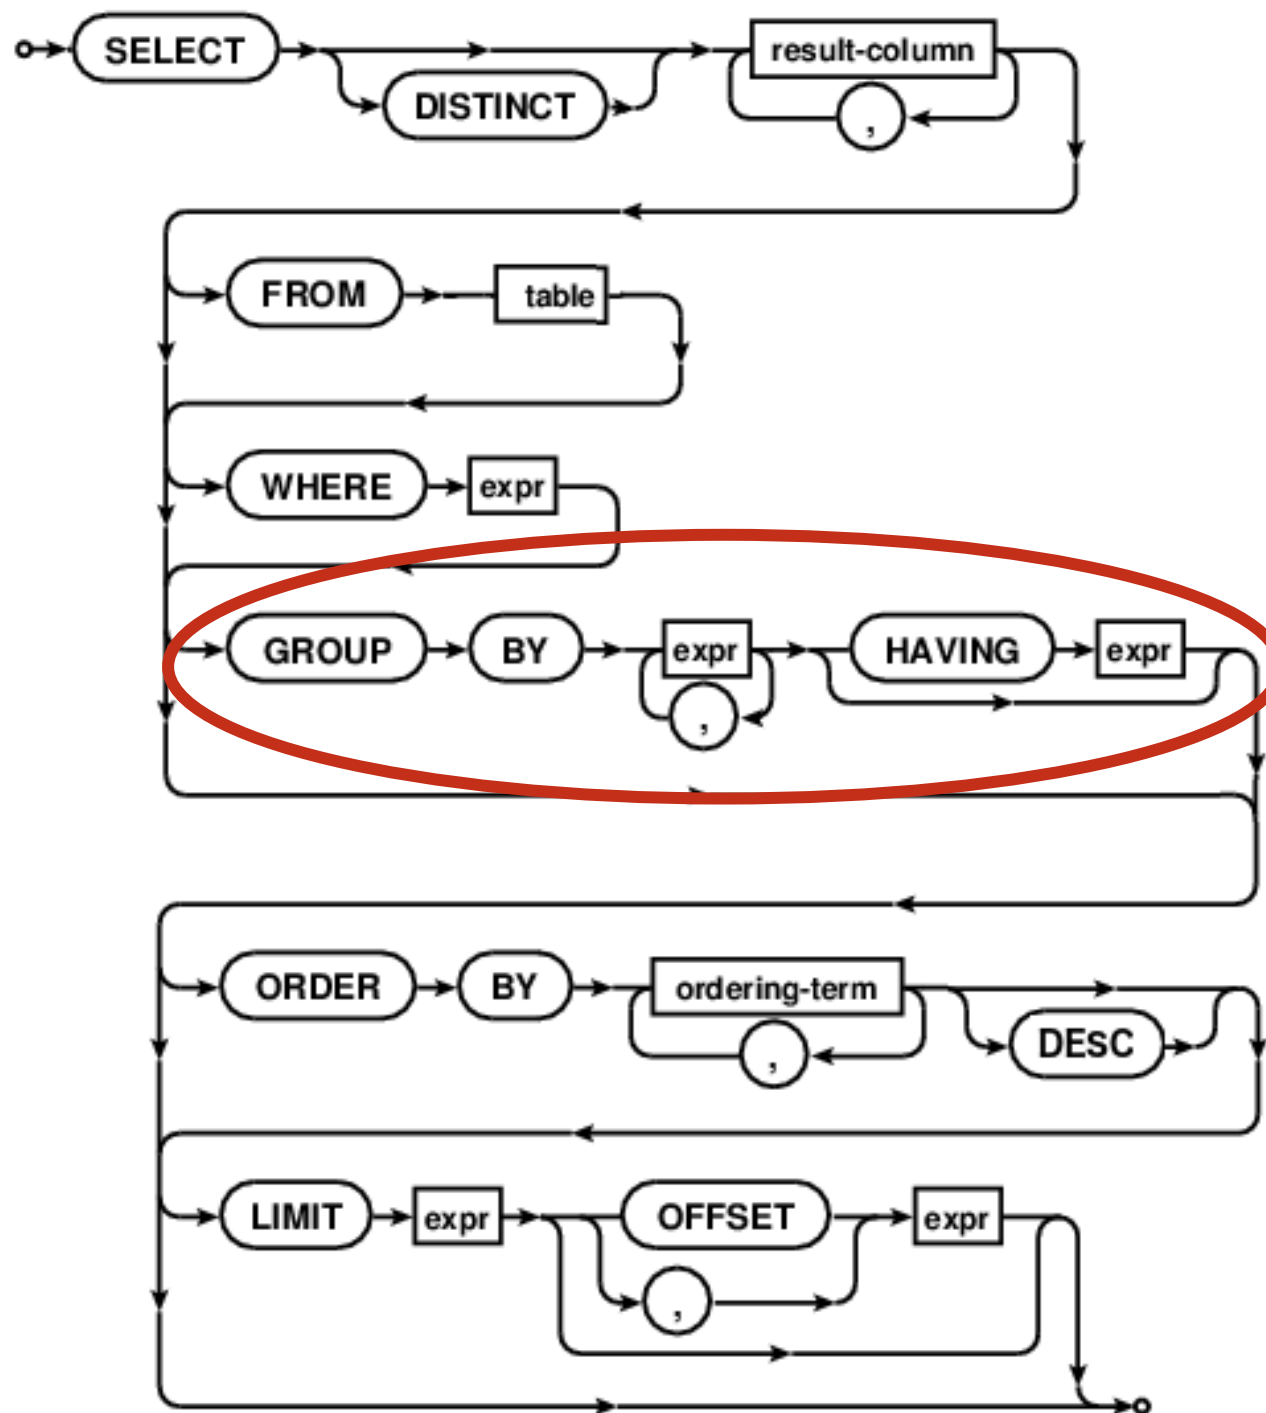 SELECT result-column
DISTINCT ,
FROM table
WHERE expr
GROUP BY expr HAVING expr
,
ORDER BY ordering-term
, DESC
LIMIT expr OFFSET expr
,